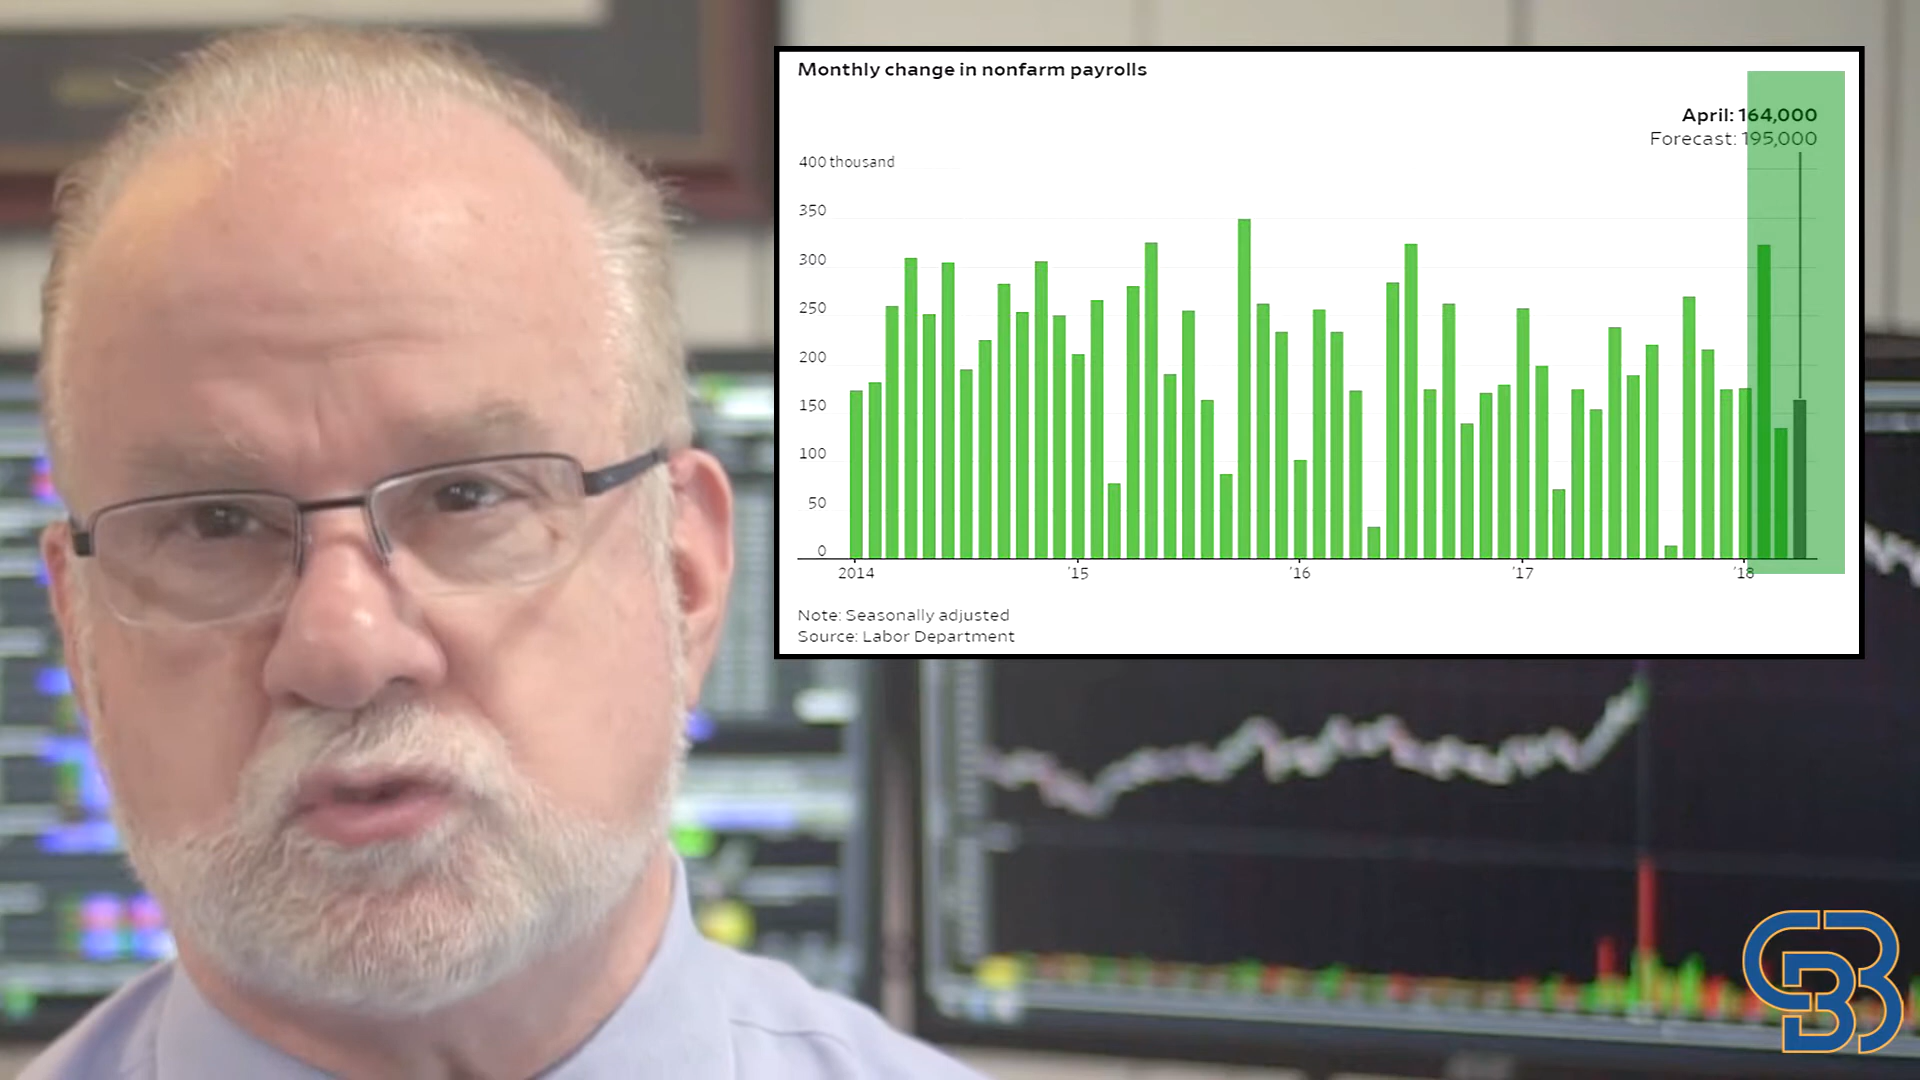 Monthly change in nonfarm payrolls
April: 164,000
Forecast: 195,000
400 thousand
350
300
250
200
150
100
50
0
2014 '15 '16 '17 '18
Note: Seasonally adjusted
Source: Labor Department
CBB